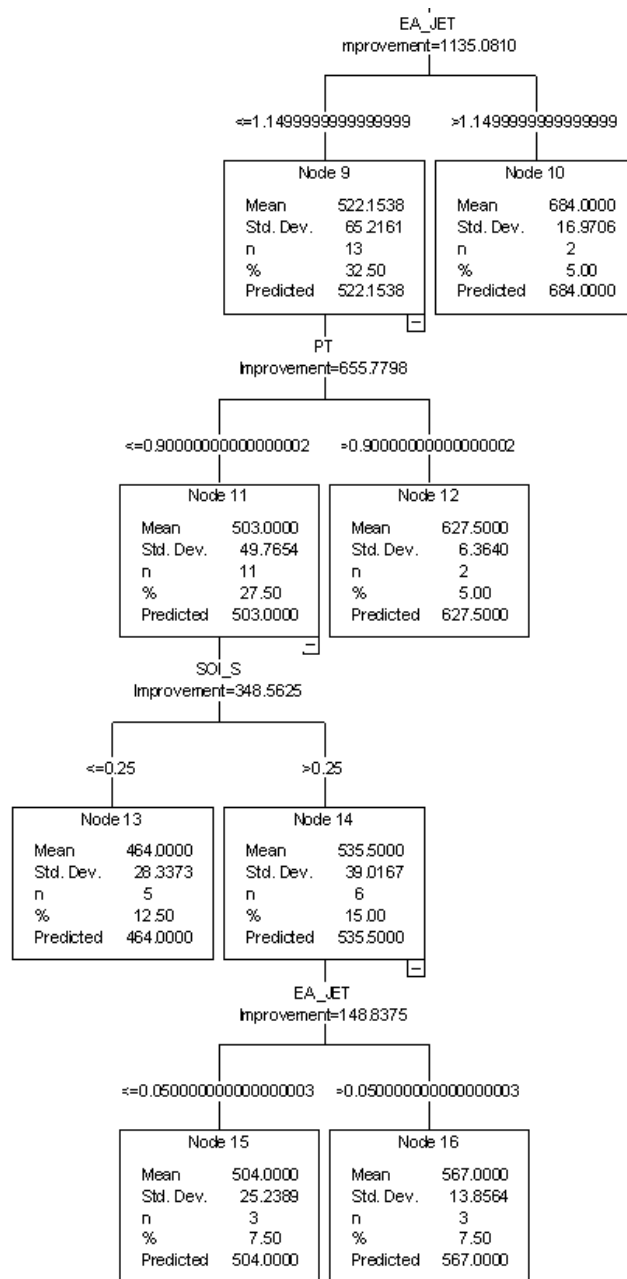 EA_JET
mprovement=1135.0810
<=1.1499999999999999 >1.1499999999999999
Node 9 Node 10
Mean 522.1538 Mean 684.0000
Std. Dev. 65.2161 Std. Dev. 16.9706
n 13 n 2
% 32.50 % 5.00
Predicted 522.1538 Predicted 684.0000
PT
Improvement=655.7798
<=0.90000000000000002 >0.90000000000000002
Node 11 Node 12
Mean 503.0000 Mean 627.5000
Std. Dev. 49.7654 Std. Dev. 6.3640
n 11 n 2
% 27.50 % 5.00
Predicted 503.0000 Predicted 627.5000
SOI_S
Improvement=348.5625
<=0.25 >0.25
Node 13 Node 14
Mean 464.0000 Mean 535.5000
Std. Dev. 28.3373 Std. Dev. 39.0167
n 5 n 6
% 12.50 % 15.00
Predicted 464.0000 Predicted 535.5000
EA_JET
Improvement=148.8375
<=0.050000000000000003 >0.050000000000000003
Node 15 Node 16
Mean 504.0000 Mean 567.0000
Std. Dev. 25.2389 Std. Dev. 13.8564
n 3 n 3
% 7.50 % 7.50
Predicted 504.0000 Predicted 567.0000